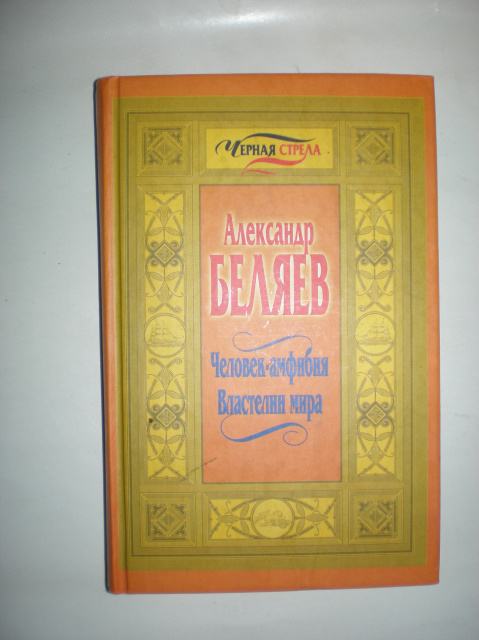 Черная стрела
Александр
БЕЛЯЕВ
Человек-амфибия
Властелин мира